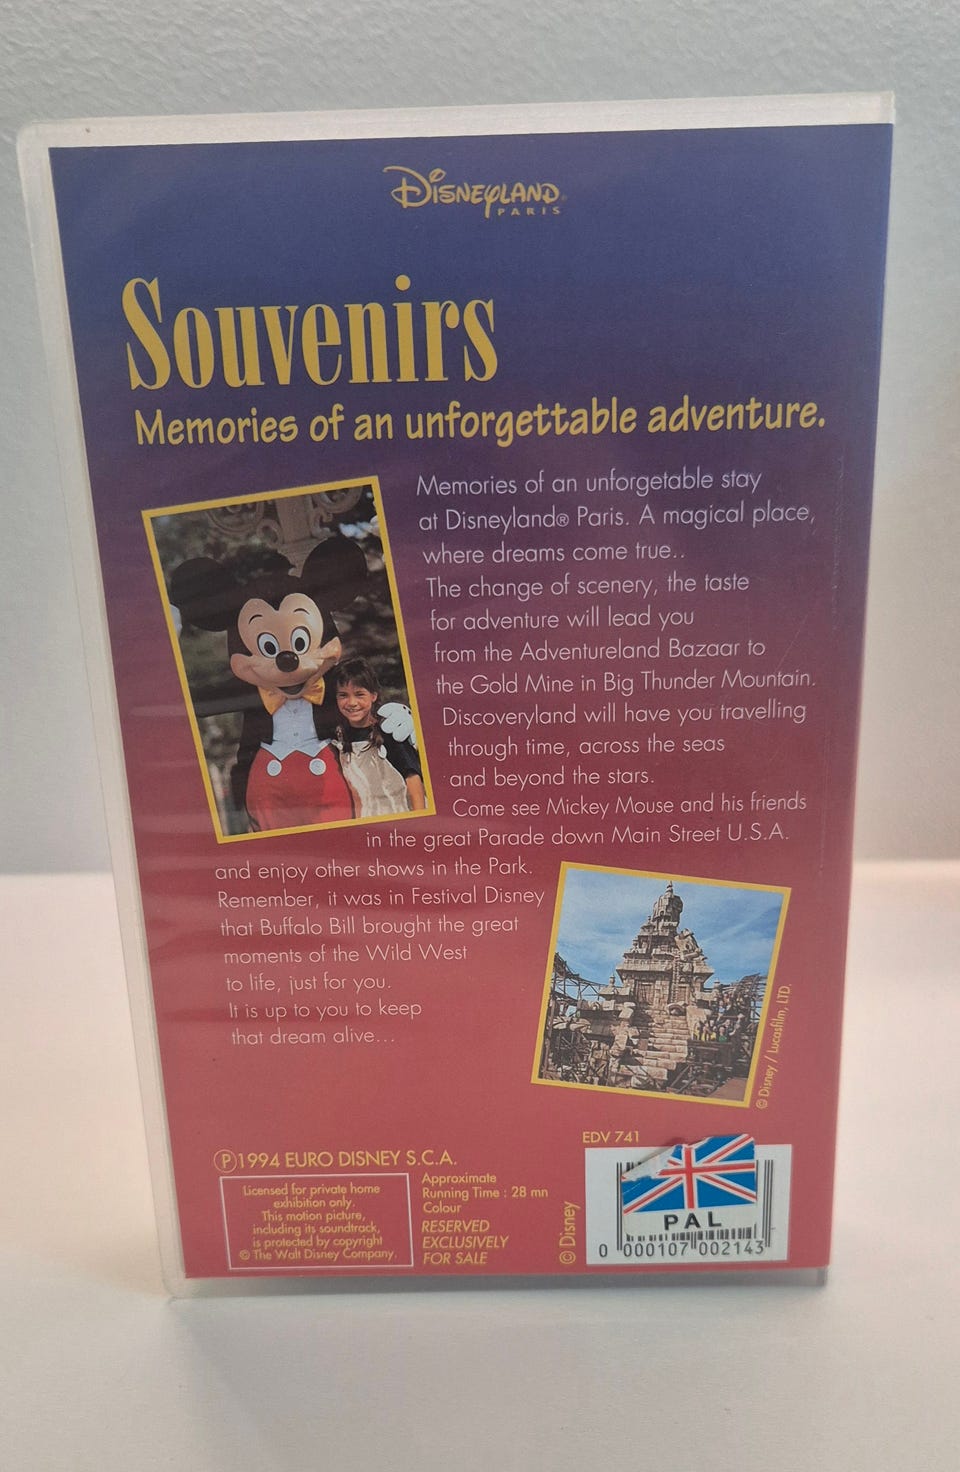 DISNEYLAND
PARIS
Souvenirs
Memories of an unforgettable adventure.
Memories of an unforgetable stay
at Disneyland® Paris. A magical place,
where dreams come true..
The change of scenery, the taste
for adventure will lead you
from the Adventureland Bazaar to
the Gold Mine in Big Thunder Mountain.
Discoveryland will have you travelling
through time, across the seas
and beyond the stars.
Come see Mickey Mouse and his friends
in the great Parade down Main Street U.S.A.
and enjoy other shows in the Park.
Remember, it was in Festival Disney
that Buffalo Bill brought the great
moments of the Wild West
to life, just for you.
It is up to you to keep
that dream alive...
© Disney / Lucasfilm, LTD.
℗ 1994 EURO DISNEY S.C.A.
Licensed for private home
exhibition only.
This motion picture,
including its soundtrack,
is protected by copyright
© The Walt Disney Company.
Approximate
Running Time : 28 mn
Colour
RESERVED
EXCLUSIVELY
FOR SALE
© Disney
EDV 741
PAL
0 000107 002143